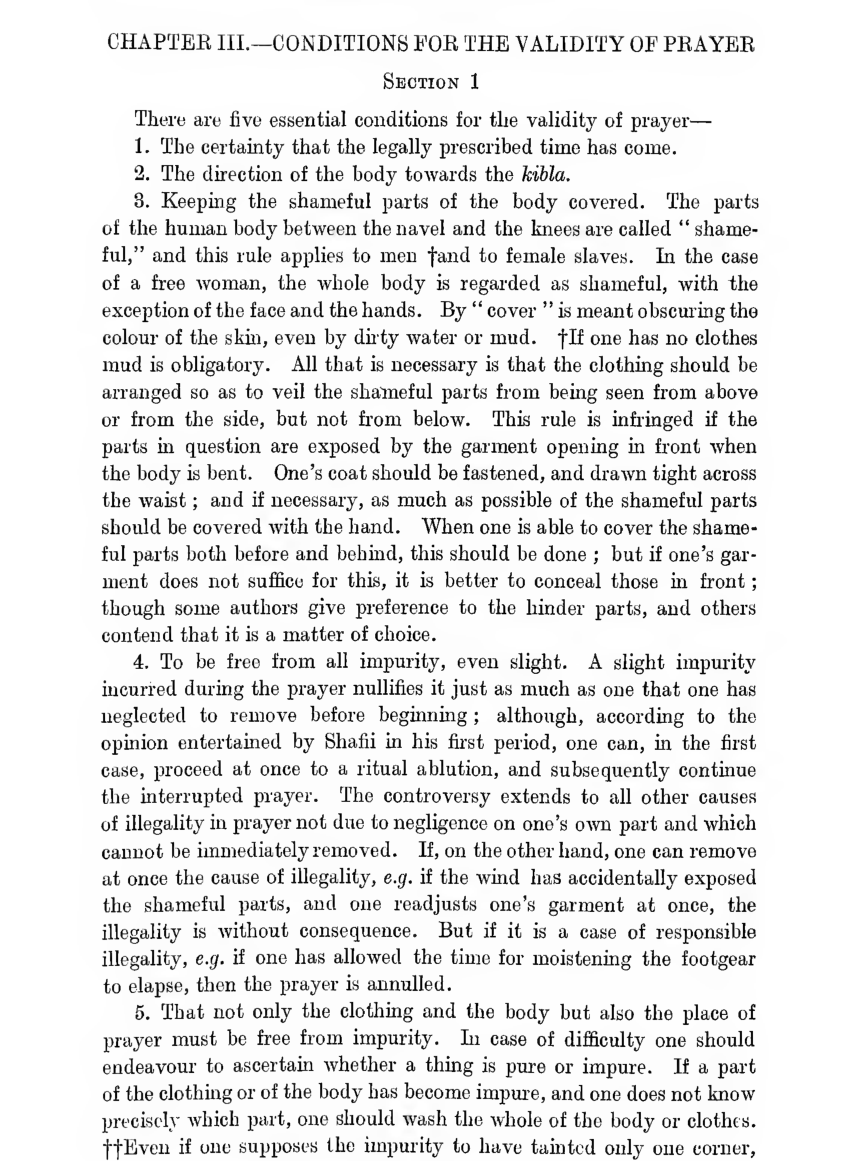 CHAPTER III.—CONDITIONS FOR THE VALIDITY OF PRAYER
SECTION 1
There are five essential conditions for the validity of prayer—
1. The certainty that the legally prescribed time has come.
2. The direction of the body towards the kibla.
3. Keeping the shameful parts of the body covered. The parts
of the human body between the navel and the knees are called “ shame-
ful,” and this rule applies to men †and to female slaves. In the case
of a free woman, the whole body is regarded as shameful, with the
exception of the face and the hands. By “ cover ” is meant obscuring the
colour of the skin, even by dirty water or mud. †If one has no clothes
mud is obligatory. All that is necessary is that the clothing should be
arranged so as to veil the shameful parts from being seen from above
or from the side, but not from below. This rule is infringed if the
parts in question are exposed by the garment opening in front when
the body is bent. One’s coat should be fastened, and drawn tight across
the waist ; and if necessary, as much as possible of the shameful parts
should be covered with the hand. When one is able to cover the shame-
ful parts both before and behind, this should be done ; but if one’s gar-
ment does not suffice for this, it is better to conceal those in front ;
though some authors give preference to the hinder parts, and others
contend that it is a matter of choice.
4. To be free from all impurity, even slight. A slight impurity
incurred during the prayer nullifies it just as much as one that one has
neglected to remove before beginning ; although, according to the
opinion entertained by Shafii in his first period, one can, in the first
case, proceed at once to a ritual ablution, and subsequently continue
the interrupted prayer. The controversy extends to all other causes
of illegality in prayer not due to negligence on one’s own part and which
cannot be immediately removed. If, on the other hand, one can remove
at once the cause of illegality, e.g. if the wind has accidentally exposed
the shameful parts, and one readjusts one’s garment at once, the
illegality is without consequence. But if it is a case of responsible
illegality, e.g. if one has allowed the time for moistening the footgear
to elapse, then the prayer is annulled.
5. That not only the clothing and the body but also the place of
prayer must be free from impurity. In case of difficulty one should
endeavour to ascertain whether a thing is pure or impure. If a part
of the clothing or of the body has become impure, and one does not know
precisely which part, one should wash the whole of the body or clothes.
††Even if one supposes the impurity to have tainted only one corner,